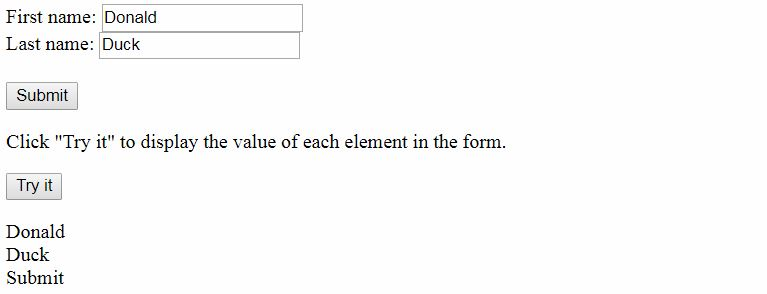 First name: Donald
Last name: Duck
Submit
Click "Try it" to display the value of each element in the form.
Try it
Donald
Duck
Submit